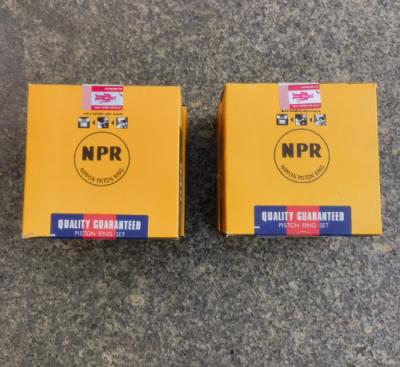 NPR
NIPPON PISTON RING
QUALITY GUARANTEED
PISTON RING SET
NPR
NIPPON PISTON RING
QUALITY GUARANTEED
PISTON RING SET